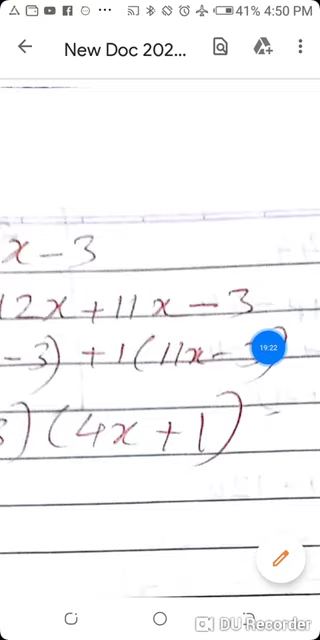 41% 4:50 PM
New Doc 202...
x - 3
12x + 11x - 3
- 3) + 1 (11x -
19:22
) (4x + 1) =
DU Recorder